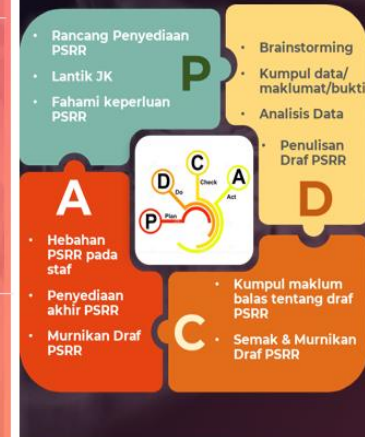 Rancang Penyediaan
PSRR
Lantik JK
Fahami keperluan
PSRR
P
Brainstorming
Kumpul data/
maklumat/bukti
Analisis Data
Penulisan
Draf PSRR
D
P
Plan
D
Do
C
Check
A
Act
A
Hebahan
PSRR pada
staf
Penyediaan
akhir PSRR
Murnikan Draf
PSRR
C
Kumpul maklum
balas tentang draf
PSRR
Semak & Murnikan
Draf PSRR